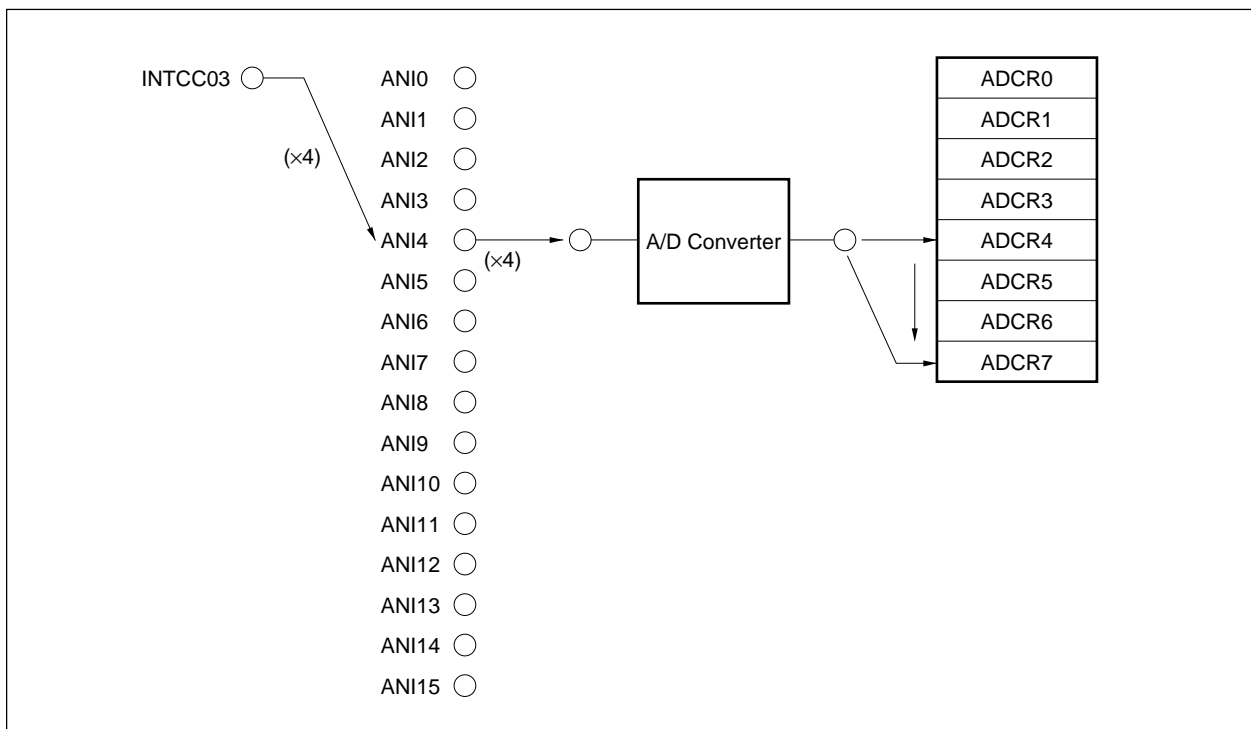 INTCC03
(×4)
ANI0
ANI1
ANI2
ANI3
ANI4
ANI5
ANI6
ANI7
ANI8
ANI9
ANI10
ANI11
ANI12
ANI13
ANI14
ANI15
(×4)
A/D Converter
ADCR0
ADCR1
ADCR2
ADCR3
ADCR4
ADCR5
ADCR6
ADCR7